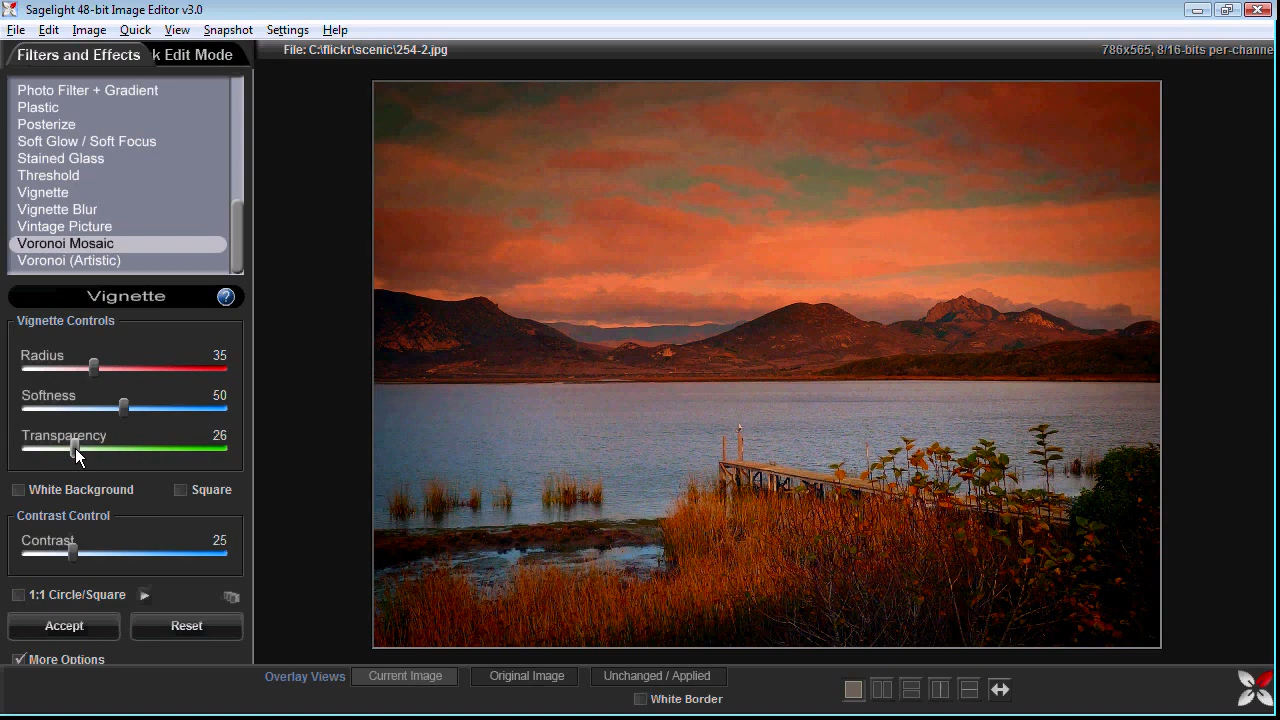 Sagelight 48-bit Image Editor v3.0
File Edit Image Quick View Snapshot Settings Help
Filters and Effects k Edit Mode File: C:\flickr\scenic\254-2.jpg 786x565, 8/16-bits per-channe
Photo Filter + Gradient
Plastic
Posterize
Soft Glow / Soft Focus
Stained Glass
Threshold
Vignette
Vignette Blur
Vintage Picture
Voronoi Mosaic
Voronoi (Artistic)
Vignette ?
Vignette Controls
Radius 35
Softness 50
Transparency 26
White Background Square
Contrast Control
Contrast 25
1:1 Circle/Square
Accept Reset
More Options
Overlay Views Current Image Original Image Unchanged / Applied
White Border